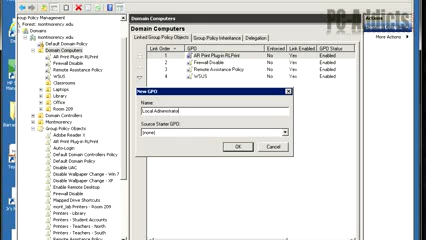 PC-Addicts
Group Policy Management
Forest: montmorency.edu
Domains
montmorency.edu
Default Domain Policy
Domain Computers
AR Print Plug-in RLPrint
Firewall Disable
Remote Assistance Policy
WSUS
Classrooms
Laptops
Library
Office
Room 209
Domain Controllers
Montmorency
Group Policy Objects
Adobe Reader X
AR Print Plug-in RLPrint
Auto-Login
Default Domain Controllers Policy
Default Domain Policy
Disable UAC
Disable Wallpaper Change - Win 7
Disable Wallpaper Change - XP
Enable Remote Desktop
Firewall Disable
Mapped Drive Shortcuts
mont_lab Printers - Room 209
Printers - Library
Printers - Student Accounts
Printers - Teachers - North
Printers - Teachers - South
Remote Assistance Policy
Domain Computers
Linked Group Policy Objects
Group Policy Inheritance
Delegation
Link Order
GPO
Enforced
Link Enabled
GPO Status
1 AR Print Plug-in RLPrint No Yes Enabled
2 Firewall Disable No Yes Enabled
3 Remote Assistance Policy No Yes Enabled
4 WSUS No Yes Enabled
New GPO
Name:
Local Administrator
Source Starter GPO:
(none)
OK
Cancel
Actions
More Actions